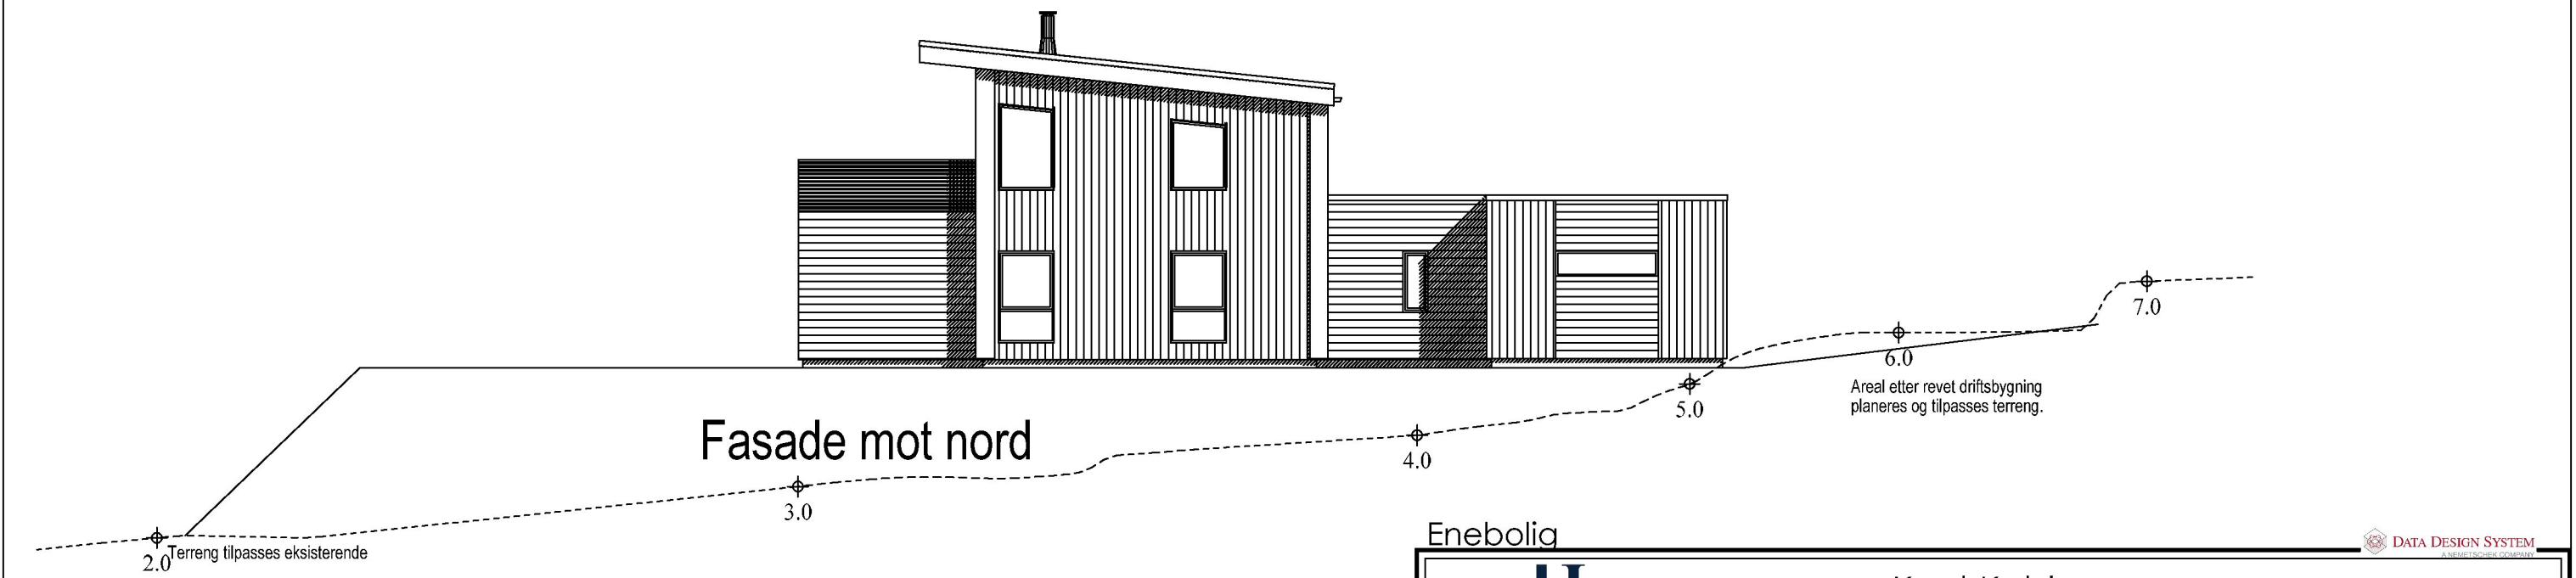 7.0
6.0
Areal etter revet driftsbygning
planeres og tilpasses terreng.
5.0
Fasade mot nord
4.0
3.0
2.0
Terreng tilpasses eksisterende
Enebolig
DATA DESIGN SYSTEM
A NEMETSCHEK COMPANY